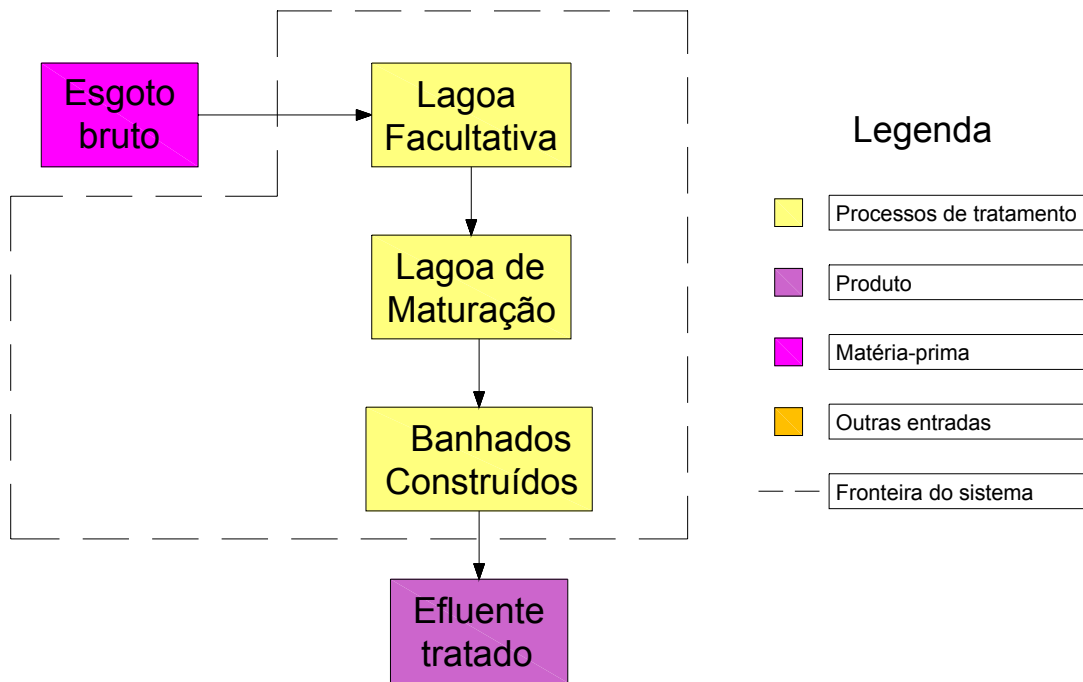 Esgoto
bruto
Lagoa
Facultativa
Lagoa de
Maturação
Banhados
Construídos
Efluente
tratado
Legenda
Processos de tratamento
Produto
Matéria-prima
Outras entradas
Fronteira do sistema